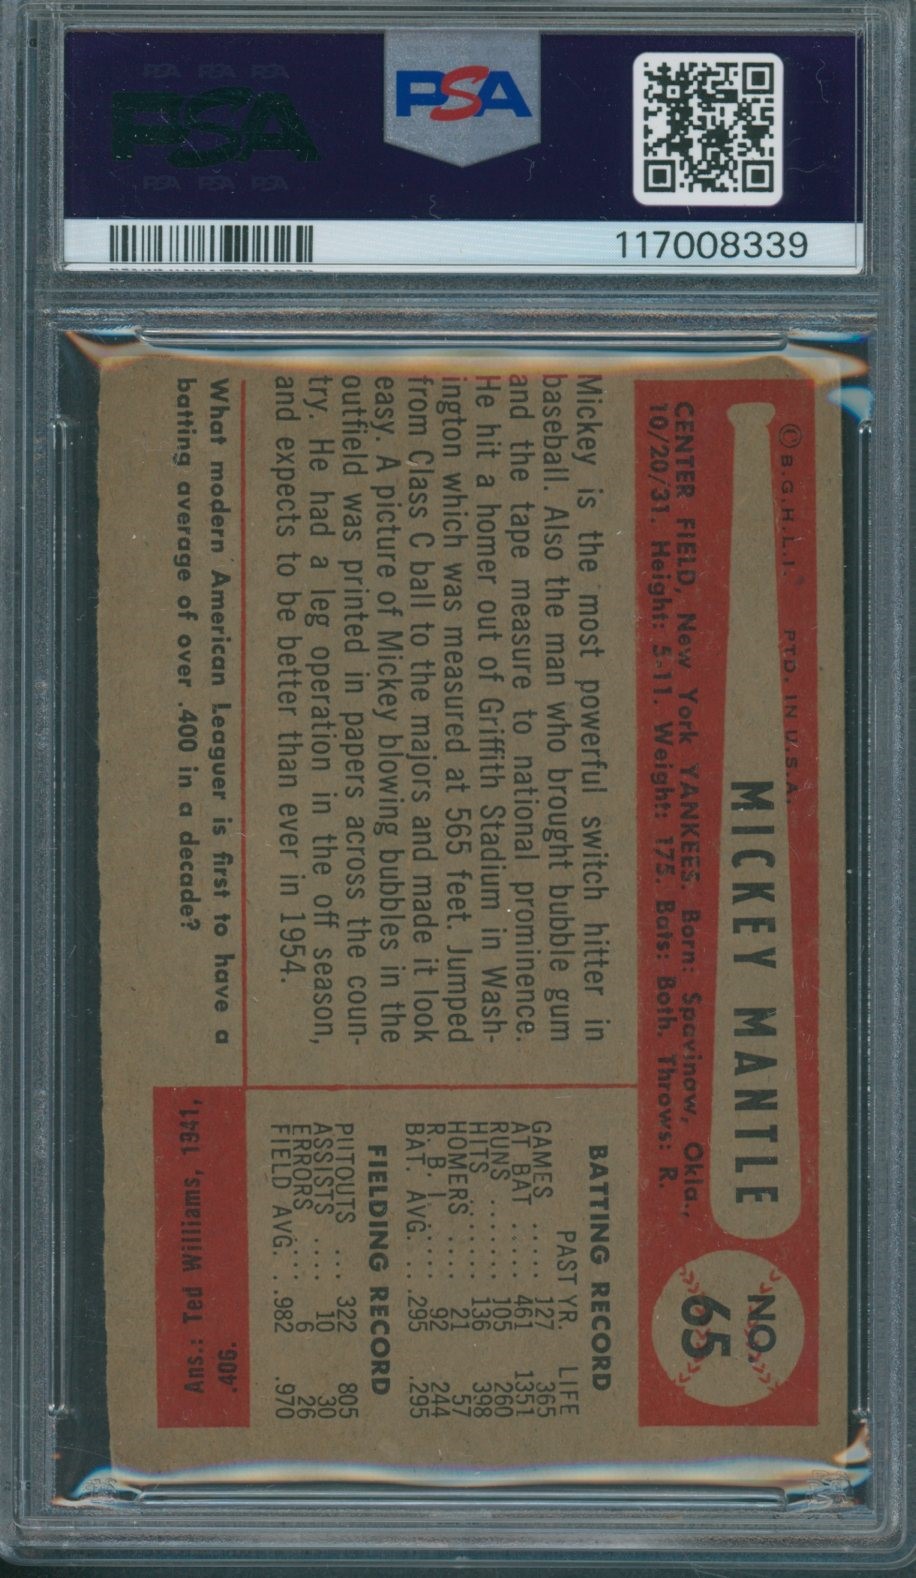 PSA PSA PSA
PSA
PSA PSA PSA
PSA
117008339
© B.G.H.L.I. PTD. IN U.S.A.
MICKEY MANTLE
NO.
65
CENTER FIELD, New York YANKEES. Born: Spavinaw, Okla.,
10/20/31. Height: 5-11. Weight: 175. Bats: Both. Throws: R.
Mickey is the most powerful switch hitter in
baseball. Also the man who brought bubble gum
and the tape measure to national prominence.
He hit a homer out of Griffith Stadium in Wash-
ington which was measured at 565 feet. Jumped
from Class C ball to the majors and made it look
easy. A picture of Mickey blowing bubbles in the
outfield was printed in papers across the coun-
try. He had a leg operation in the off season,
and expects to be better than ever in 1954.
BATTING RECORD
PAST YR. LIFE
GAMES .... 127 365
AT BAT .... 461 1351
RUNS ...... 105 260
HITS ...... 136 398
HOMERS ..... 21 57
R. B. I. .... 92 244
BAT. AVG. .. .295 .295
FIELDING RECORD
PUTOUTS ... 322 805
ASSISTS .... 10 30
ERRORS .... 6 26
FIELD AVG. .982 .970
What modern American Leaguer is first to have a
batting average of over .400 in a decade?
Ans.: Ted Williams, 1941,
.406.